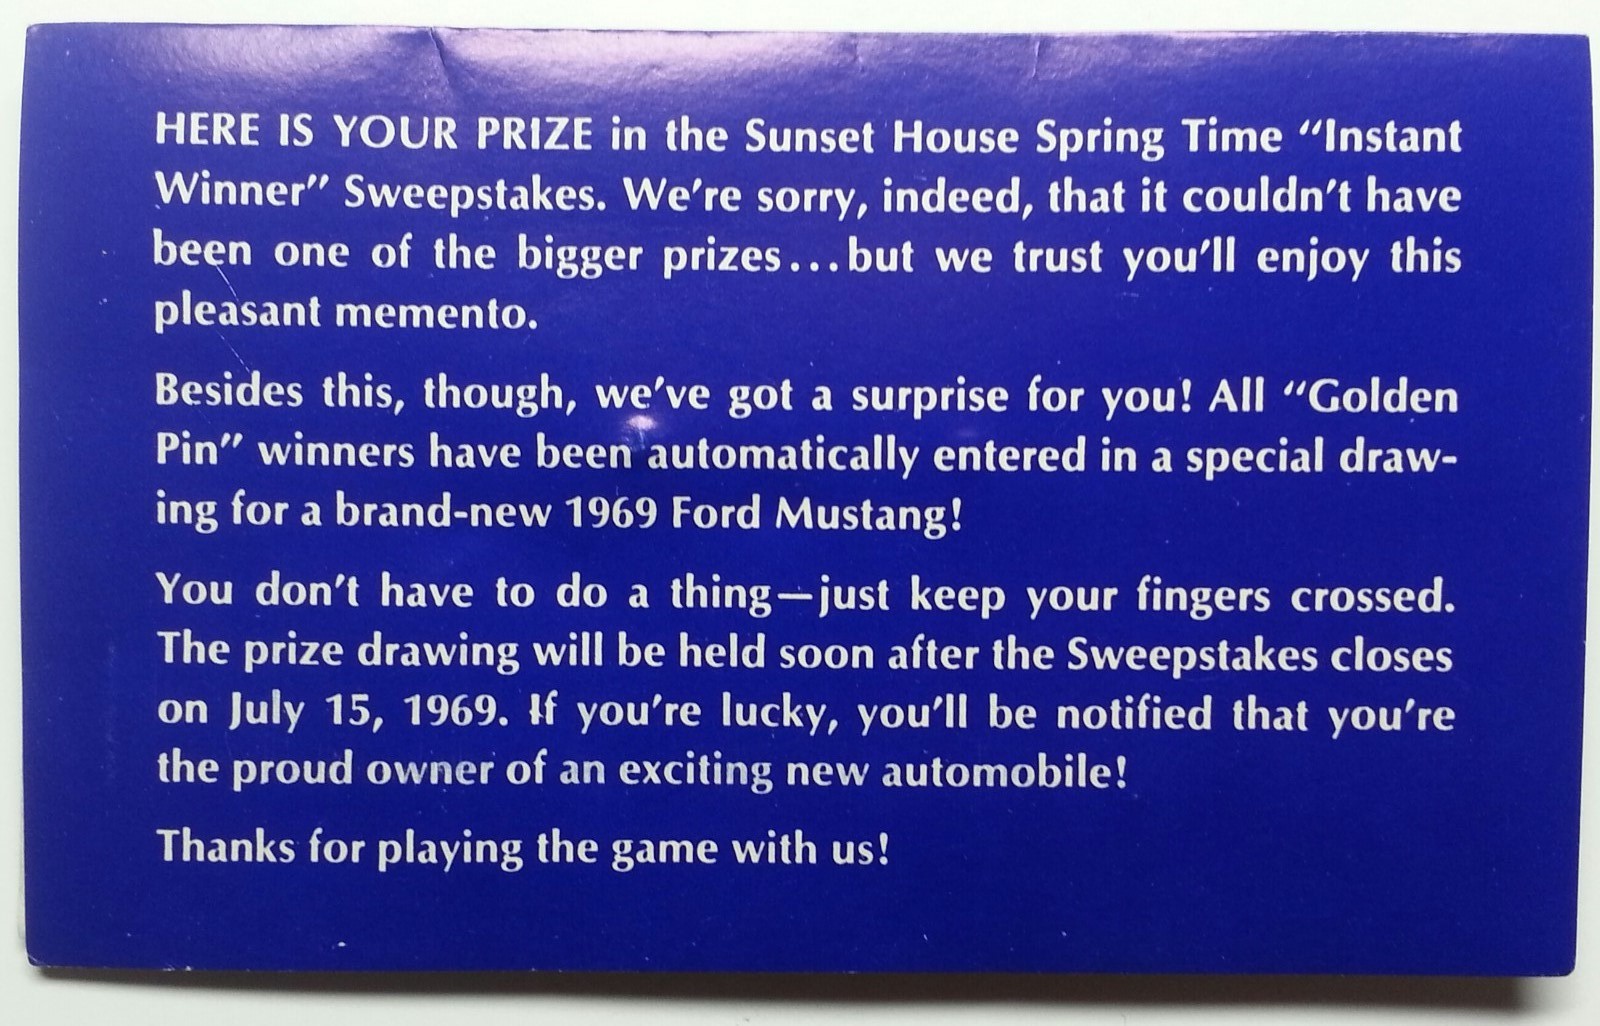 HERE IS YOUR PRIZE in the Sunset House Spring Time “Instant
Winner” Sweepstakes. We’re sorry, indeed, that it couldn’t have
been one of the bigger prizes...but we trust you’ll enjoy this
pleasant memento.
Besides this, though, we’ve got a surprise for you! All “Golden
Pin” winners have been automatically entered in a special draw-
ing for a brand-new 1969 Ford Mustang!
You don’t have to do a thing—just keep your fingers crossed.
The prize drawing will be held soon after the Sweepstakes closes
on July 15, 1969. If you’re lucky, you’ll be notified that you’re
the proud owner of an exciting new automobile!
Thanks for playing the game with us!